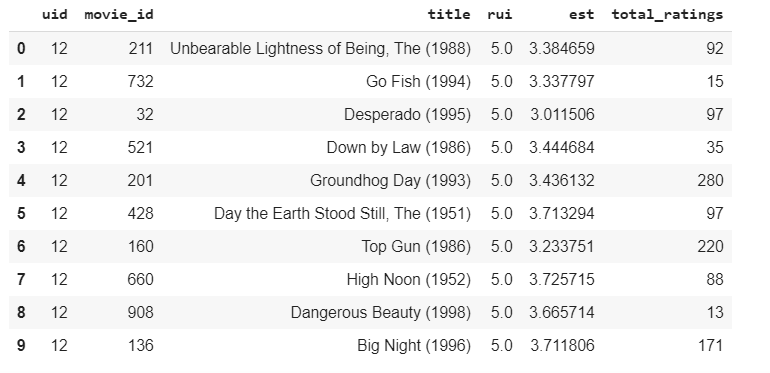 uid movie_id title rui est total_ratings
0 12 211 Unbearable Lightness of Being, The (1988) 5.0 3.384659 92
1 12 732 Go Fish (1994) 5.0 3.337797 15
2 12 32 Desperado (1995) 5.0 3.011506 97
3 12 521 Down by Law (1986) 5.0 3.444684 35
4 12 201 Groundhog Day (1993) 5.0 3.436132 280
5 12 428 Day the Earth Stood Still, The (1951) 5.0 3.713294 97
6 12 160 Top Gun (1986) 5.0 3.233751 220
7 12 660 High Noon (1952) 5.0 3.725715 88
8 12 908 Dangerous Beauty (1998) 5.0 3.665714 13
9 12 136 Big Night (1996) 5.0 3.711806 171